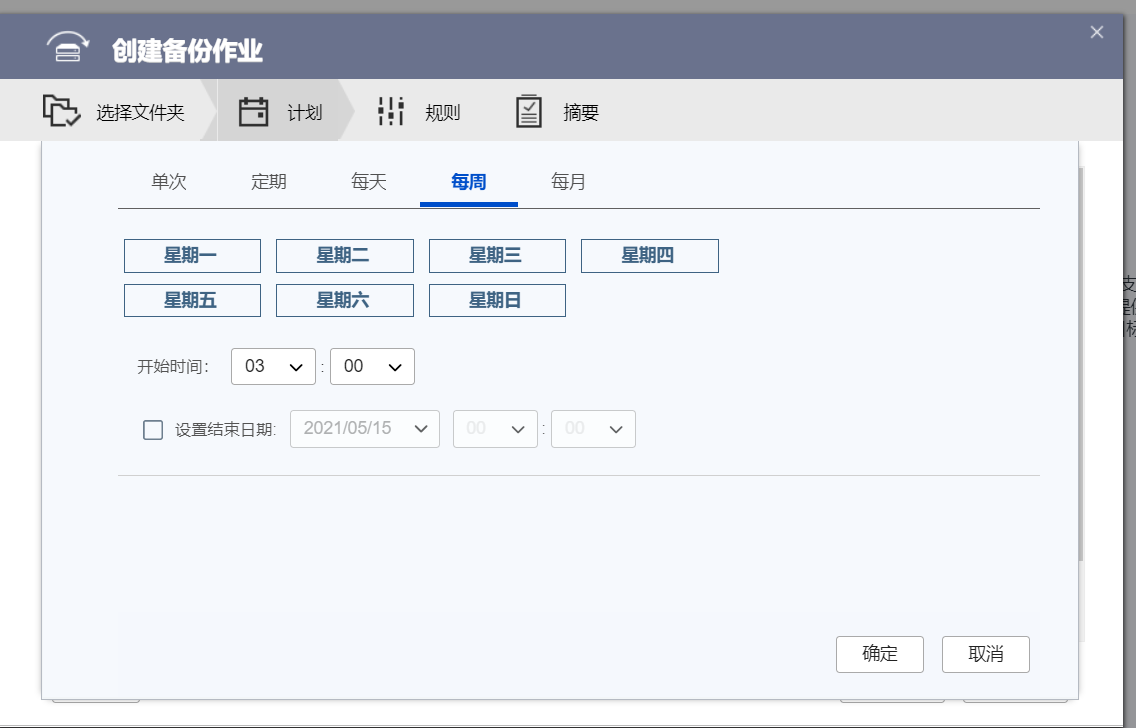 创建备份作业
选择文件夹 计划 规则 摘要
单次 定期 每天 每周 每月
星期一 星期二 星期三 星期四
星期五 星期六 星期日
开始时间： 03 : 00
设置结束日期: 2021/05/15 00 : 00
确定 取消